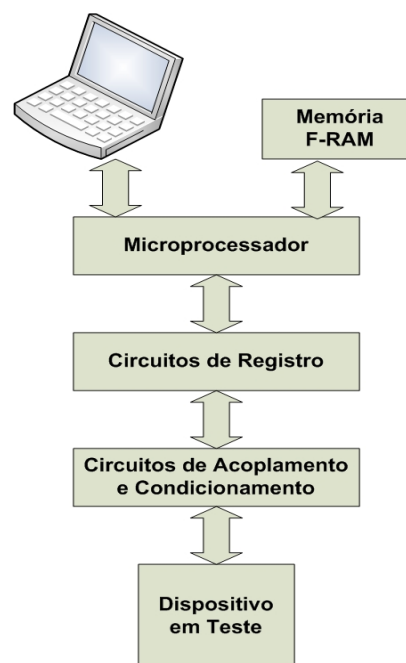 Memória
F-RAM
Microprocessador
Circuitos de Registro
Circuitos de Acoplamento
e Condicionamento
Dispositivo
em Teste